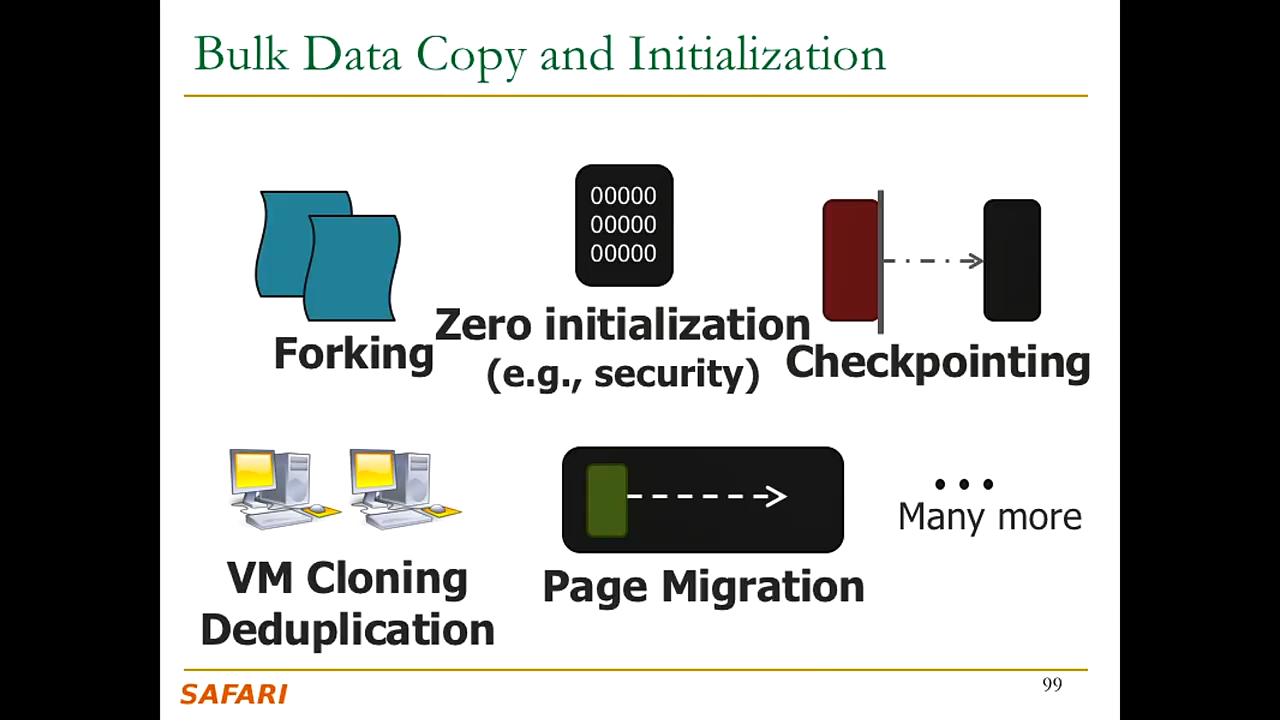 Bulk Data Copy and Initialization
00000
00000
00000
Forking
Zero initialization
(e.g., security)
Checkpointing
VM Cloning
Deduplication
Page Migration
...
Many more
SAFARI
99